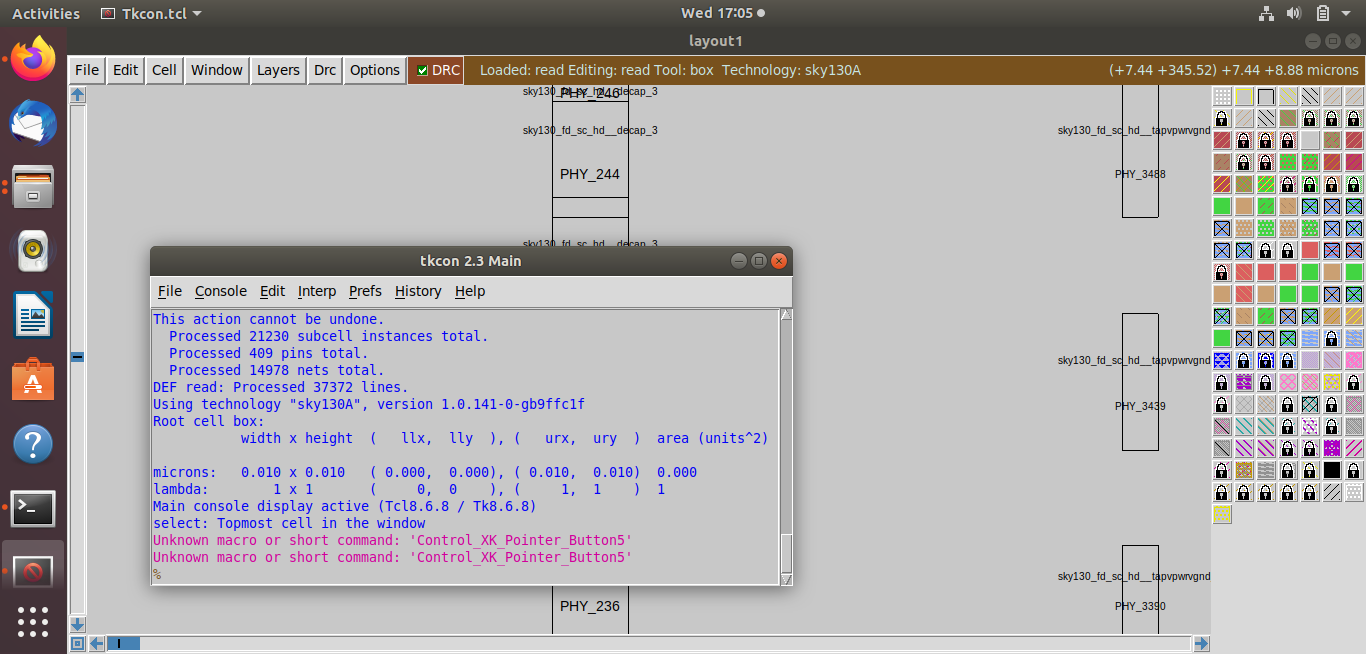 Activities
Tkcon.tcl
Wed 17:05
layout1
File Edit Cell Window Layers Drc Options DRC
Loaded: read Editing: read Tool: box Technology: sky130A
(+7.44 +345.52) +7.44 +8.88 microns
PHY_246
sky130_fd_sc_hd__decap_3
sky130_fd_sc_hd__decap_3
PHY_244
sky130_fd_sc_hd__decap_3
sky130_fd_sc_hd__tapvpwrvgnd
PHY_3488
tkcon 2.3 Main
File Console Edit Interp Prefs History Help
This action cannot be undone.
Processed 21230 subcell instances total.
Processed 409 pins total.
Processed 14978 nets total.
DEF read: Processed 37372 lines.
Using technology "sky130A", version 1.0.141-0-gb9ffc1f
Root cell box:
width x height ( llx, lly ), ( urx, ury ) area (units^2)
microns: 0.010 x 0.010 ( 0.000, 0.000), ( 0.010, 0.010) 0.000
lambda: 1 x 1 ( 0, 0 ), ( 1, 1 ) 1
Main console display active (Tcl8.6.8 / Tk8.6.8)
select: Topmost cell in the window
Unknown macro or short command: 'Control_XK_Pointer_Button5'
Unknown macro or short command: 'Control_XK_Pointer_Button5'
%
sky130_fd_sc_hd__tapvpwrvgnd
PHY_3439
sky130_fd_sc_hd__tapvpwrvgnd
PHY_236
PHY_3390